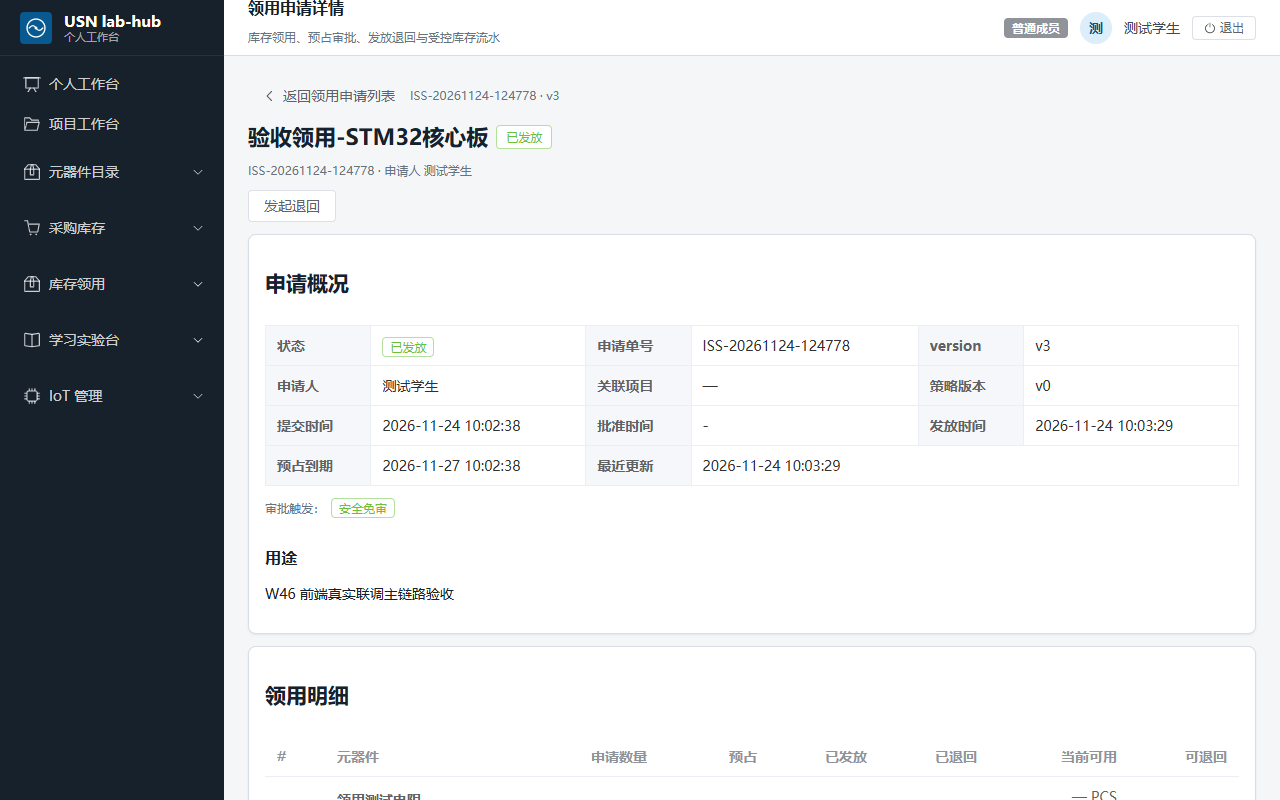 USN lab-hub
个人工作台
个人工作台
项目工作台
元器件目录
采购库存
库存领用
学习实验台
IoT 管理
领用申请详情
库存领用、预占审批、发放退回与受控库存流水
普通成员
测
测试学生
退出
返回领用申请列表
ISS-20261124-124778 · v3
验收领用-STM32核心板
已发放
ISS-20261124-124778 · 申请人 测试学生
发起退回
申请概况
状态 已发放 申请单号 ISS-20261124-124778 version v3
申请人 测试学生 关联项目 — 策略版本 v0
提交时间 2026-11-24 10:02:38 批准时间 - 发放时间 2026-11-24 10:03:29
预占到期 2026-11-27 10:02:38 最近更新 2026-11-24 10:03:29
审批触发： 安全免审
用途
W46 前端真实联调主链路验收
领用明细
# 元器件 申请数量 预占 已发放 已退回 当前可用 可退回
领用测试电阻 — PCS